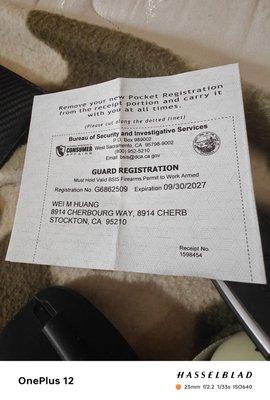 Remove your new Pocket Registration
from the receipt portion and carry it
with you at all times.
(Please cut along the dotted lines)
Bureau of Security and Investigative Services
P.O. Box 989002
West Sacramento, CA 95798-9002
(800) 952-5210
Email: bsis@dca.ca.gov
CONSUMER
AFFAIRS
GUARD REGISTRATION
Must Hold Valid BSIS Firearms Permit to Work Armed
Registration No. G6862509 Expiration 09/30/2027
WEI M HUANG
8914 CHERBOURG WAY, 8914 CHERB
STOCKTON, CA 95210
Receipt No.
1598454
OnePlus 12
HASSELBLAD
23mm f/2.2 1/33s ISO640